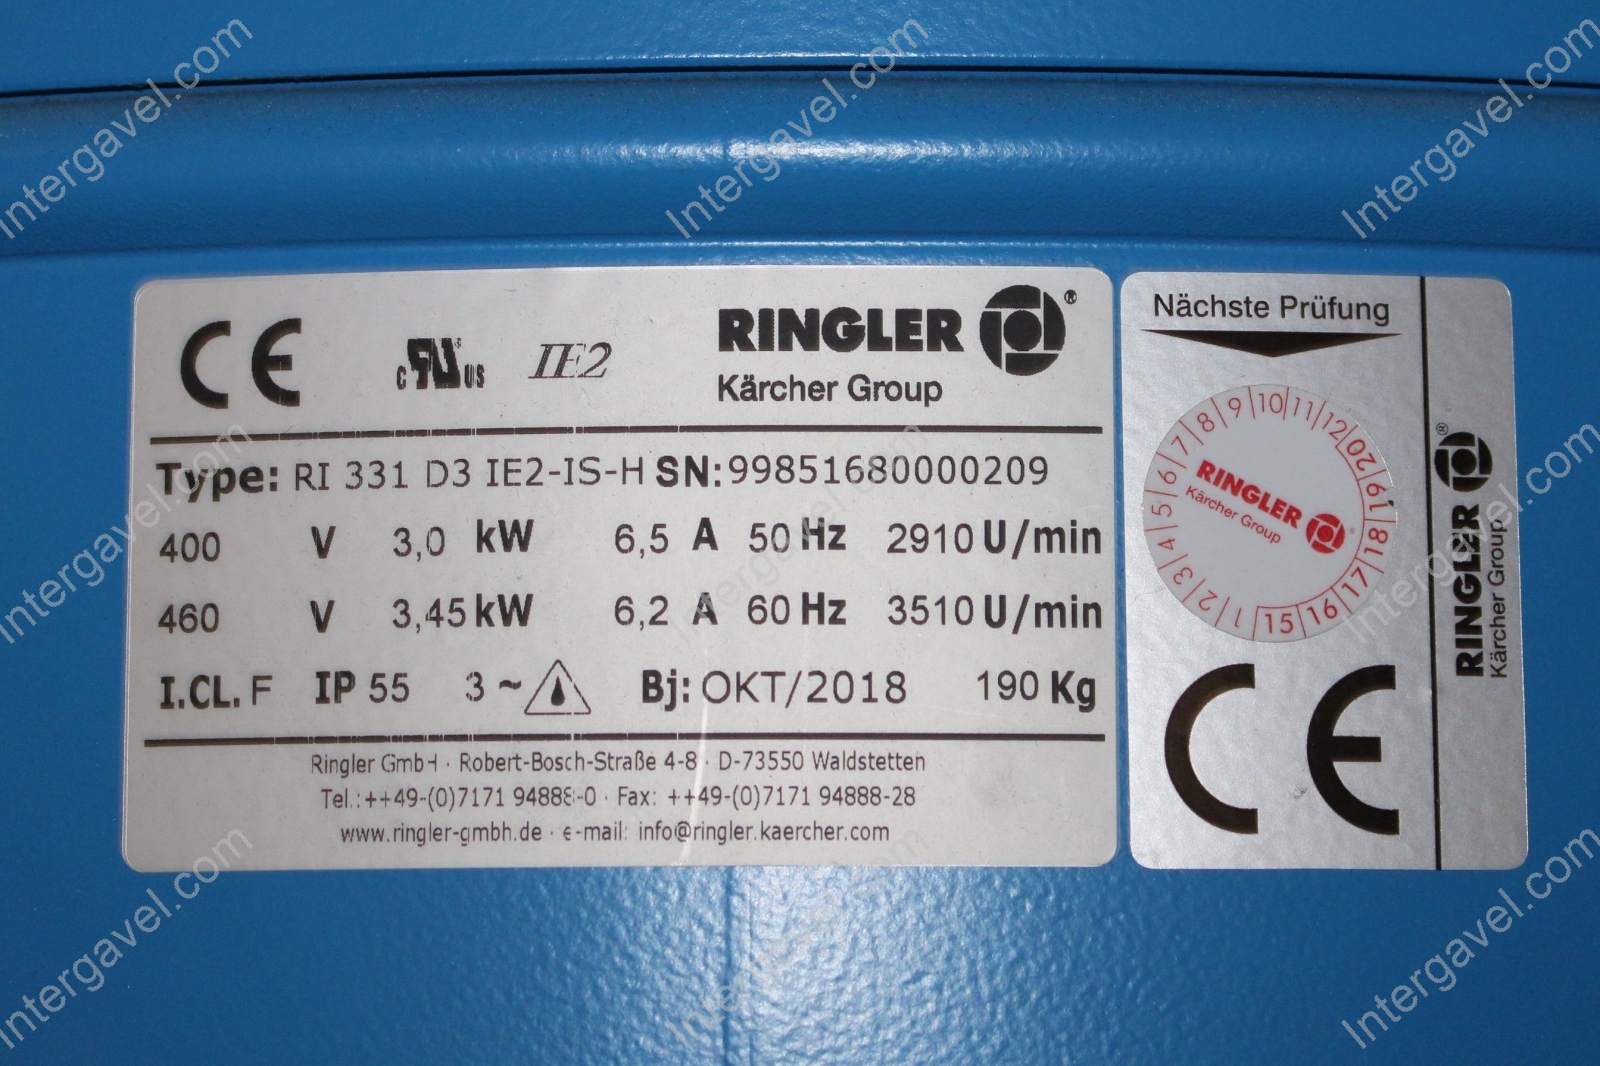 CE c UL us IE2 RINGLER ®
Kärcher Group
Type: RI 331 D3 IE2-IS-H SN: 99851680000209
400 V 3,0 kW 6,5 A 50 Hz 2910 U/min
460 V 3,45 kW 6,2 A 60 Hz 3510 U/min
I.CL. F IP 55 3 ~ Bj: OKT/2018 190 Kg
Ringler GmbH · Robert-Bosch-Straße 4-8 · D-73550 Waldstetten
Tel.:++49-(0)7171 94888-0 · Fax: ++49-(0)7171 94888-28
www.ringler-gmbh.de · e-mail: info@ringler.kaercher.com
Nächste Prüfung
1 2 3 4 5 6 7 8 9 10 11 12 20 19 18 17 16 15
RINGLER ®
Kärcher Group
CE
RINGLER ®
Kärcher Group
Intergavel.com
Intergavel.com
Intergavel.com
Intergavel.com
Intergavel.com
Intergavel.com
Intergavel.com
Intergavel.com
Intergavel.com